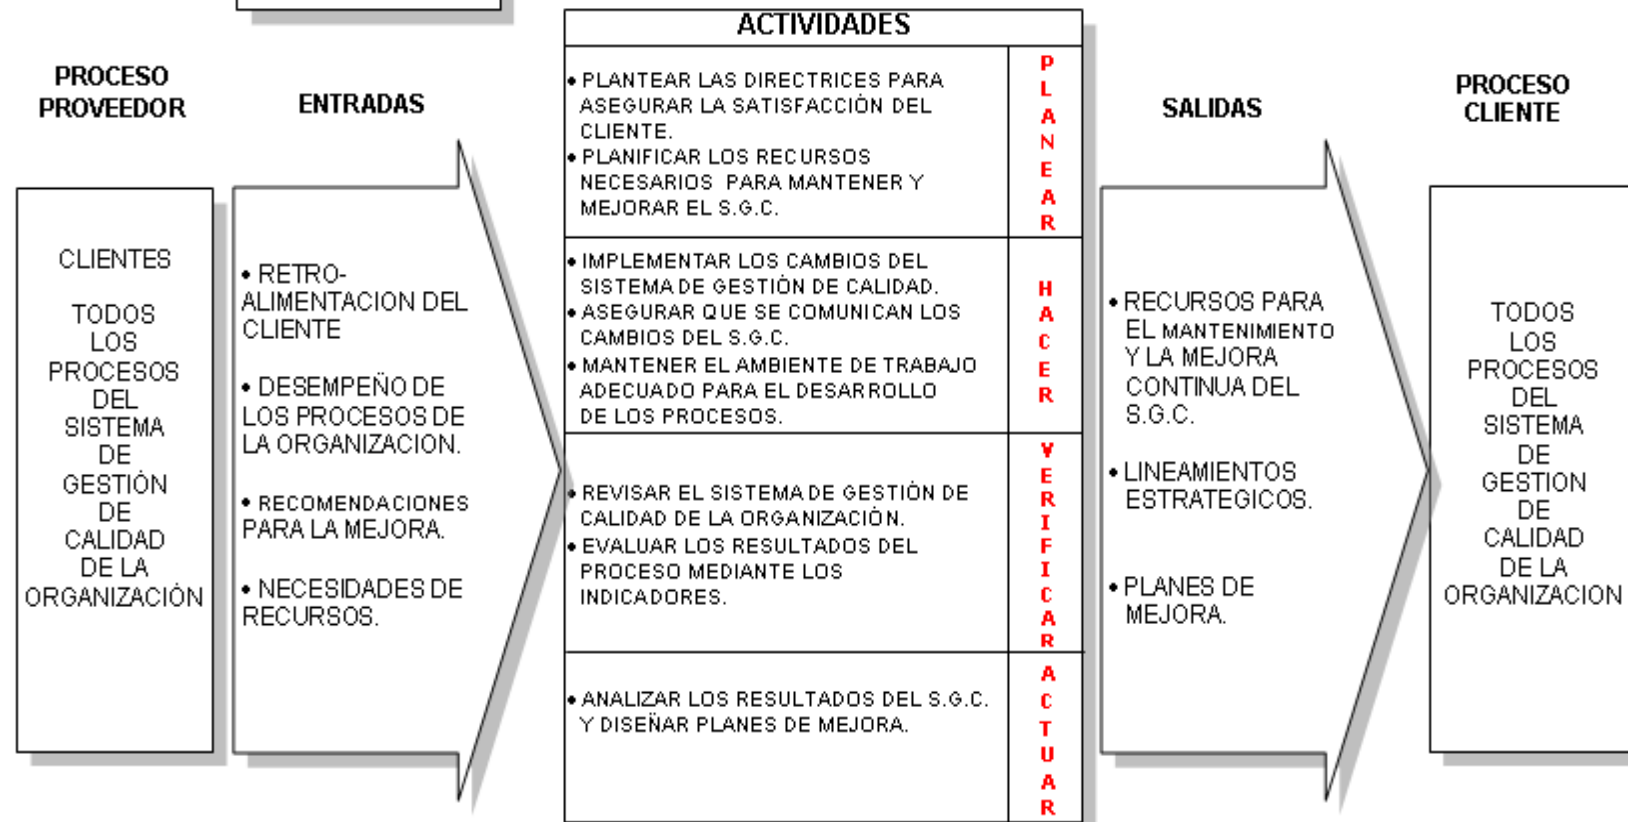 PROCESO
PROVEEDOR
CLIENTES
TODOS
LOS
PROCESOS
DEL
SISTEMA
DE
GESTIÓN
DE
CALIDAD
DE LA
ORGANIZACIÓN
ENTRADAS
• RETRO-
ALIMENTACION DEL
CLIENTE
• DESEMPEÑO DE
LOS PROCESOS DE
LA ORGANIZACION.
• RECOMENDACIONES
PARA LA MEJORA.
• NECESIDADES DE
RECURSOS.
ACTIVIDADES
• PLANTEAR LAS DIRECTRICES PARA
ASEGURAR LA SATISFACCIÓN DEL
CLIENTE.
• PLANIFICAR LOS RECURSOS
NECESARIOS PARA MANTENER Y
MEJORAR EL S.G.C.
PLANEAR
• IMPLEMENTAR LOS CAMBIOS DEL
SISTEMA DE GESTIÓN DE CALIDAD.
• ASEGURAR QUE SE COMUNICAN LOS
CAMBIOS DEL S.G.C.
• MANTENER EL AMBIENTE DE TRABAJO
ADECUADO PARA EL DESARROLLO
DE LOS PROCESOS.
HACER
• REVISAR EL SISTEMA DE GESTIÓN DE
CALIDAD DE LA ORGANIZACIÓN.
• EVALUAR LOS RESULTADOS DEL
PROCESO MEDIANTE LOS
INDICADORES.
VERIFICAR
• ANALIZAR LOS RESULTADOS DEL S.G.C.
Y DISEÑAR PLANES DE MEJORA.
ACTUAR
SALIDAS
• RECURSOS PARA
EL MANTENIMIENTO
Y LA MEJORA
CONTINUA DEL
S.G.C.
• LINEAMIENTOS
ESTRATEGICOS.
• PLANES DE
MEJORA.
PROCESO
CLIENTE
TODOS
LOS
PROCESOS
DEL
SISTEMA
DE
GESTION
DE
CALIDAD
DE LA
ORGANIZACION